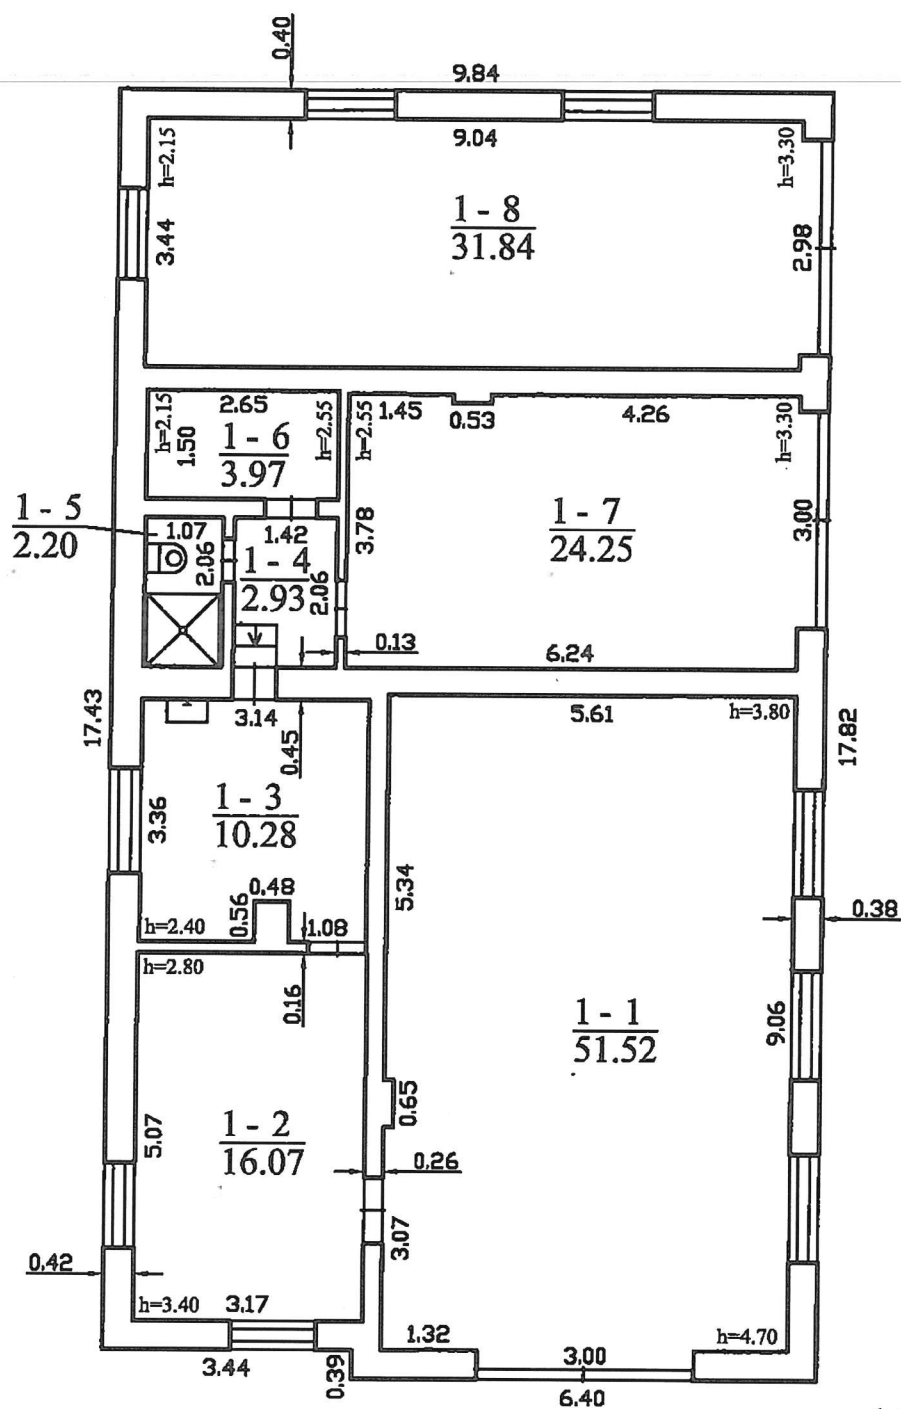 0.40
9.84
9.04
h=2.15
h=3.30
1 - 8
31.84
3.44
2.98
2.65
h=2.15
1.50
h=2.55
1 - 6
3.97
h=2.55
1.45
0.53
4.26
h=3.30
1 - 5
2.20
1.07
2.06
1.42
1 - 4
2.93
2.06
3.78
1 - 7
24.25
3.00
0.13
6.24
17.43
3.14
0.45
5.61
h=3.80
17.82
1 - 3
10.28
3.36
0.48
0.56
h=2.40
1.08
5.34
0.38
h=2.80
0.16
1 - 1
51.52
9.06
0.65
1 - 2
16.07
5.07
0.26
3.07
0.42
h=3.40
3.17
3.44
0.39
1.32
h=4.70
3.00
6.40